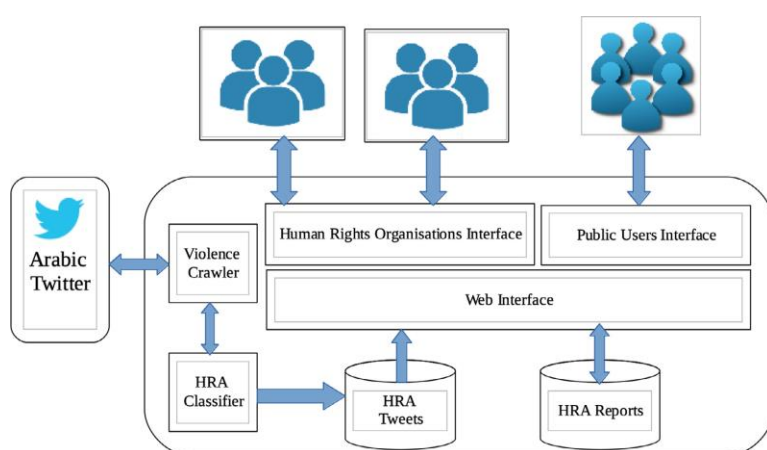 Arabic
Twitter
Violence
Crawler
Human Rights Organisations Interface
Public Users Interface
Web Interface
HRA
Classifier
HRA
Tweets
HRA Reports